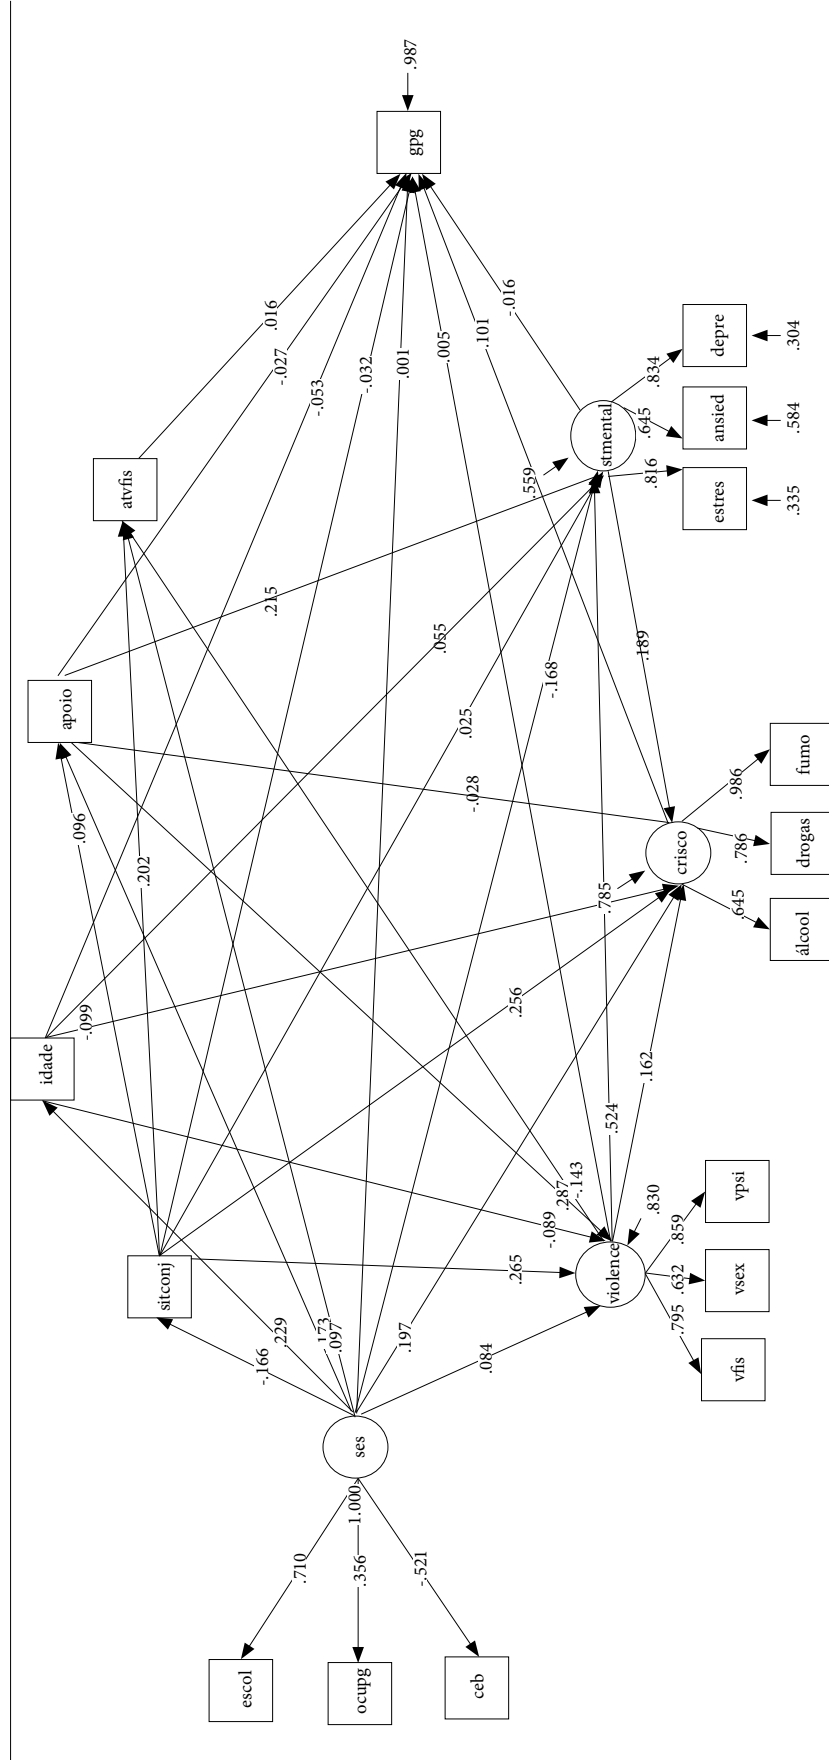 .987
gpg
.016
-.027
-.053
-.032
.001
.005
.101
-.016
depre
.304
.834
atvfis
ansied
.584
.645
stmental
.559
.816
estres
.335
.215
.055
-.168
.189
apoio
.025
-.028
.096
.986
fumo
.202
crisco
.786
drogas
.785
.645
álcool
.256
-.099
idade
.162
.524
-.143
.287
-.089
.830
vpsi
.859
sitconj
.265
violence
.632
vsex
.229
.173
.097
.197
.795
-.166
.084
vfis
ses
1.000
.710
.356
-.521
escol
ocupg
ceb